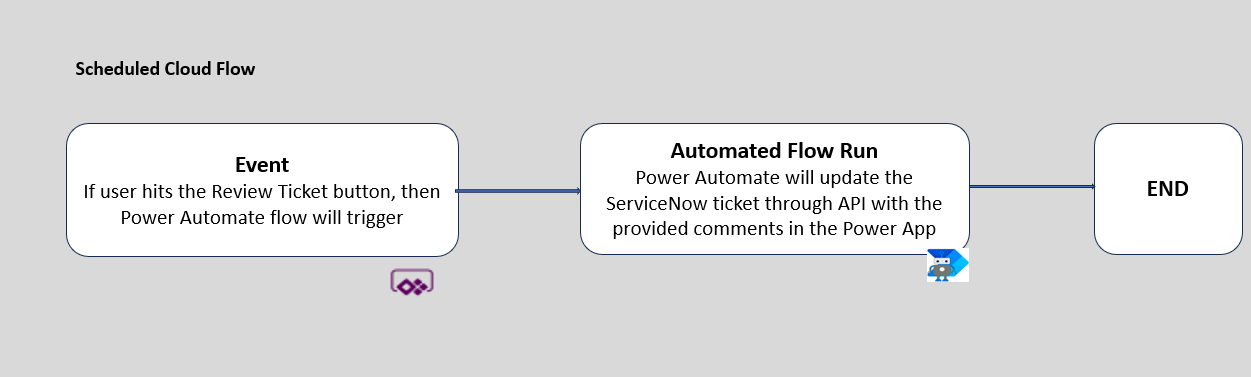 Scheduled Cloud Flow
Event
If user hits the Review Ticket button, then
Power Automate flow will trigger
Automated Flow Run
Power Automate will update the
ServiceNow ticket through API with the
provided comments in the Power App
END